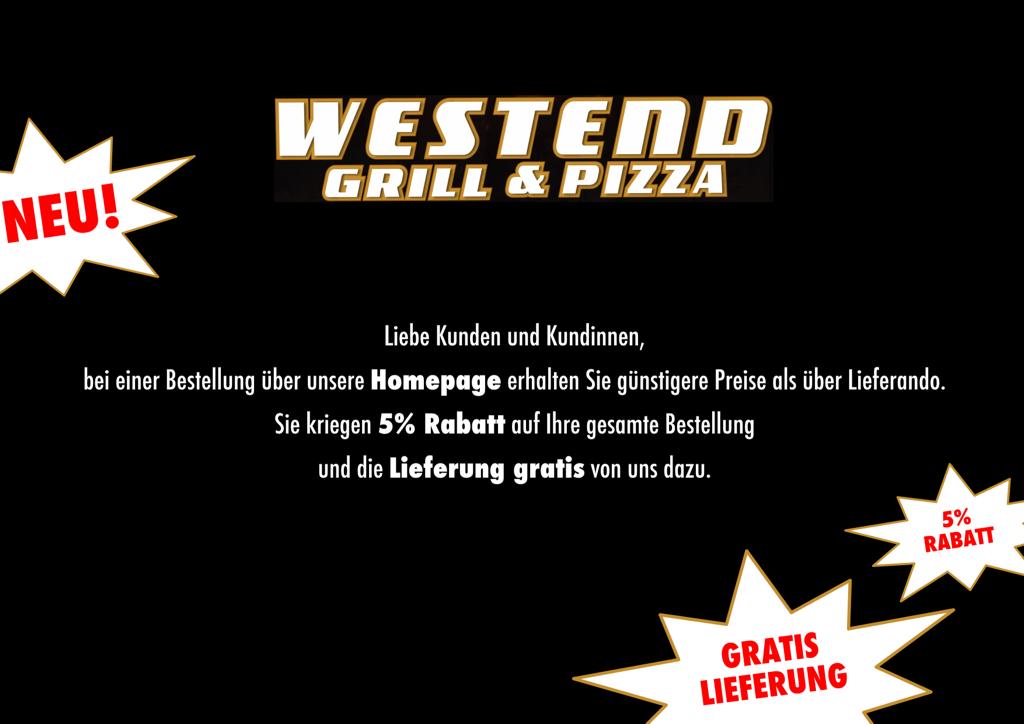 WESTEND
GRILL & PIZZA
NEU!
Liebe Kunden und Kundinnen,
bei einer Bestellung über unsere Homepage erhalten Sie günstigere Preise als über Lieferando.
Sie kriegen 5% Rabatt auf Ihre gesamte Bestellung
und die Lieferung gratis von uns dazu.
5%
RABATT
GRATIS
LIEFERUNG